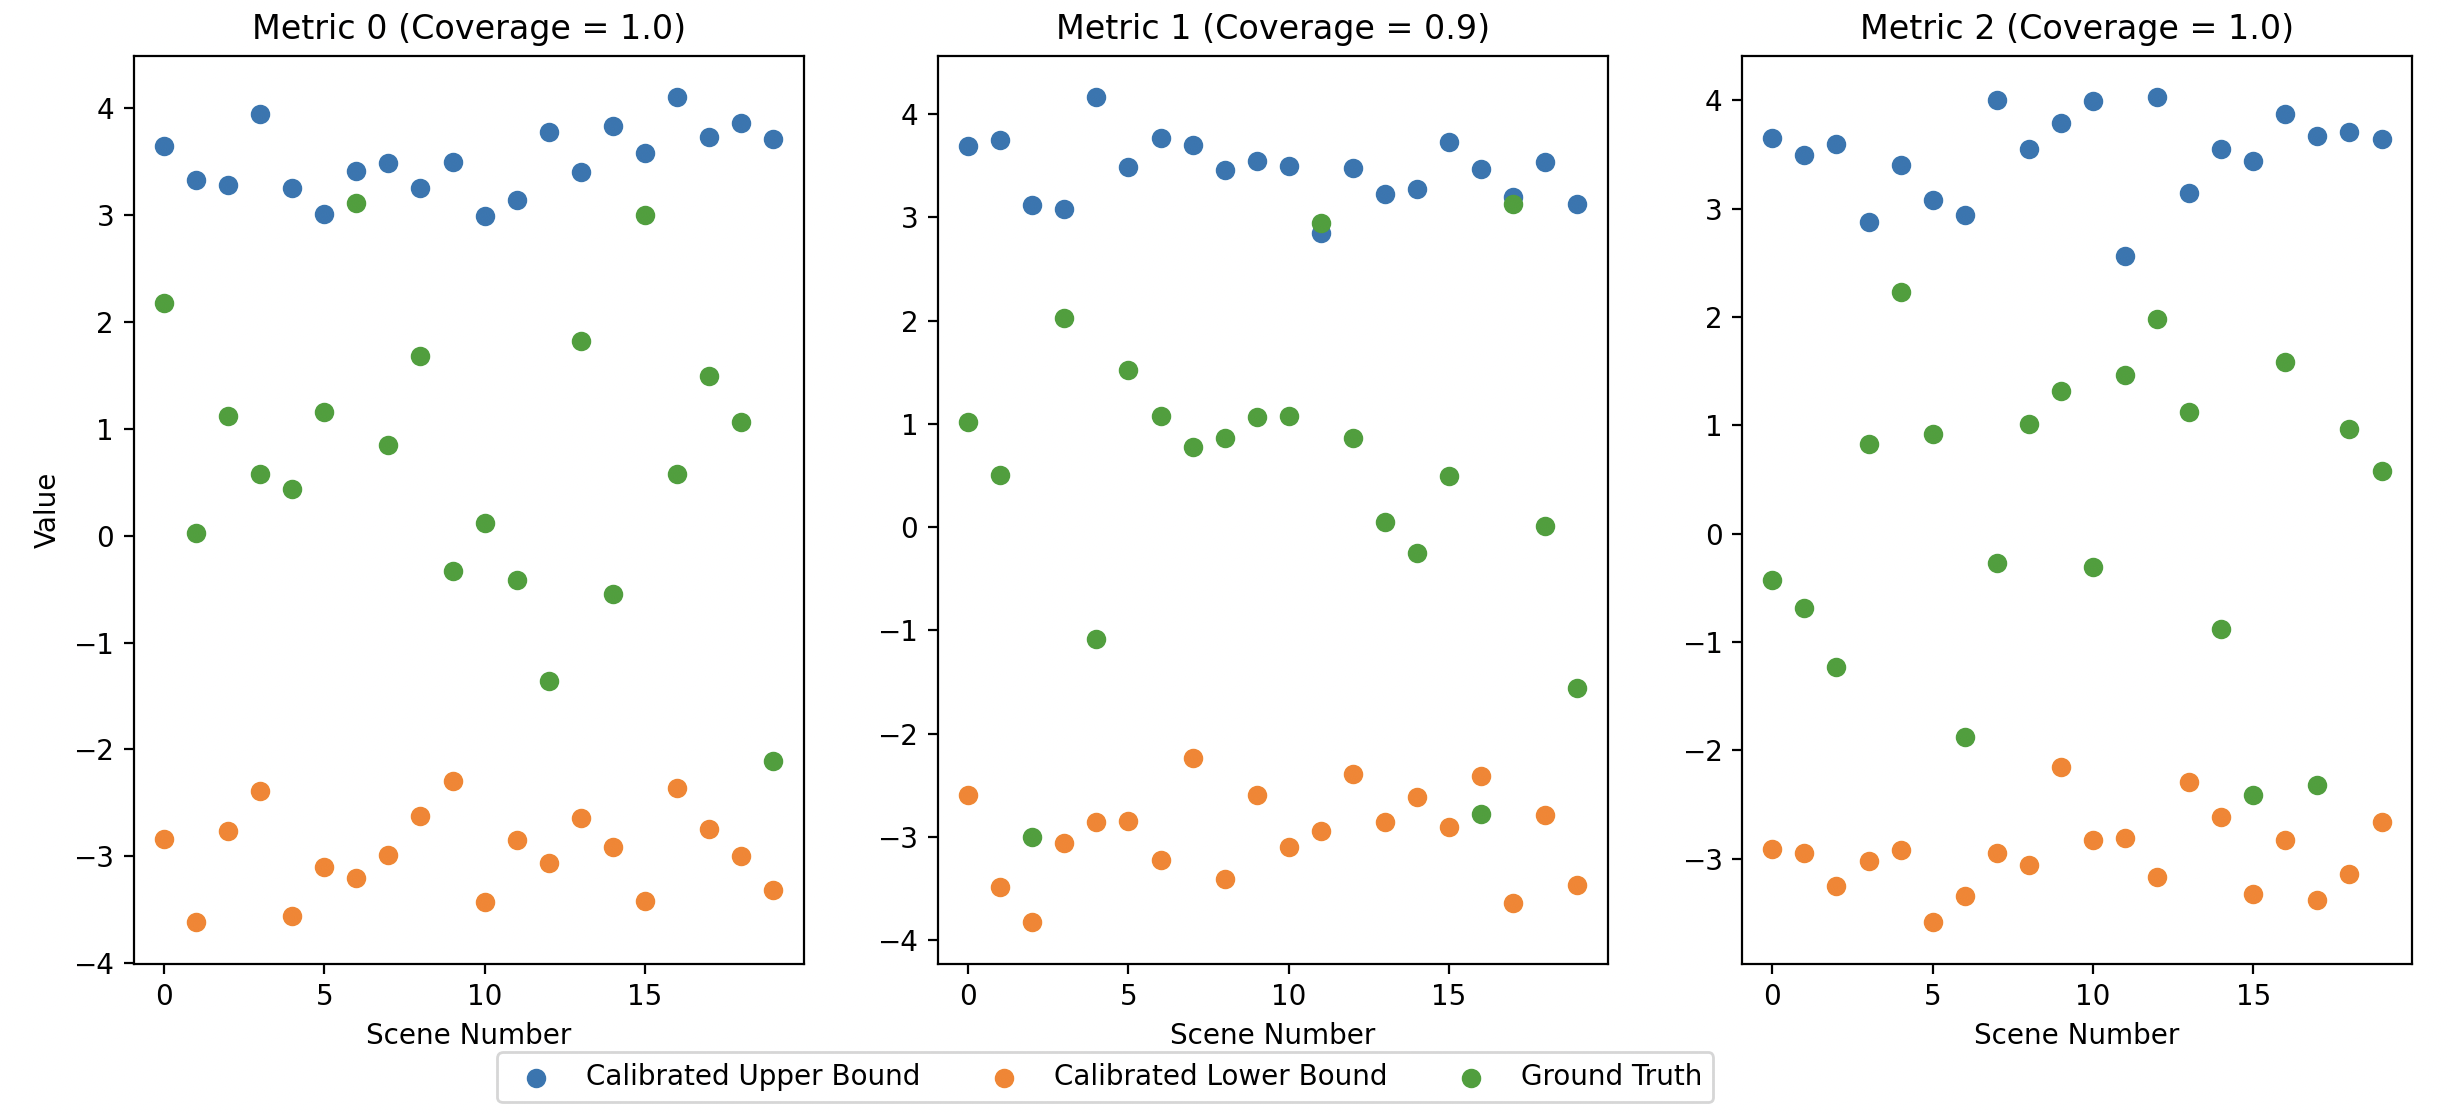 Metric 0 (Coverage = 1.0)
Metric 1 (Coverage = 0.9)
Metric 2 (Coverage = 1.0)
Value
4
3
2
1
0
−1
−2
−3
−4
0 5 10 15
Scene Number
4
3
2
1
0
−1
−2
−3
−4
0 5 10 15
Scene Number
4
3
2
1
0
−1
−2
−3
0 5 10 15
Scene Number
Calibrated Upper Bound
Calibrated Lower Bound
Ground Truth